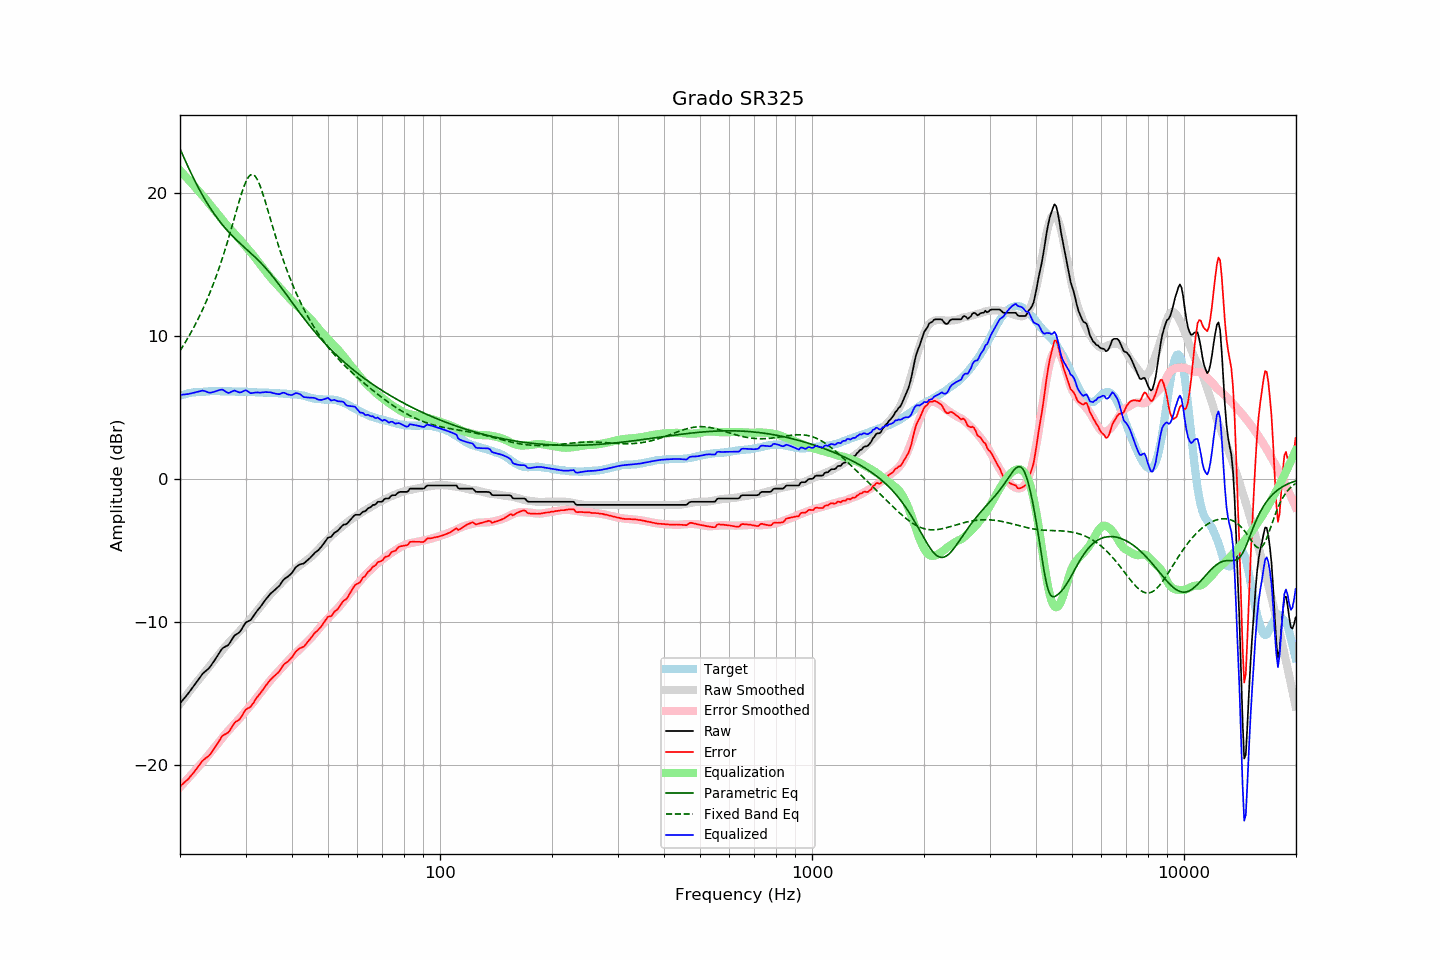 Grado SR325
Amplitude (dBr)
20
10
0
−10
−20
100
1000
10000
Frequency (Hz)
Target
Raw Smoothed
Error Smoothed
Raw
Error
Equalization
Parametric Eq
Fixed Band Eq
Equalized